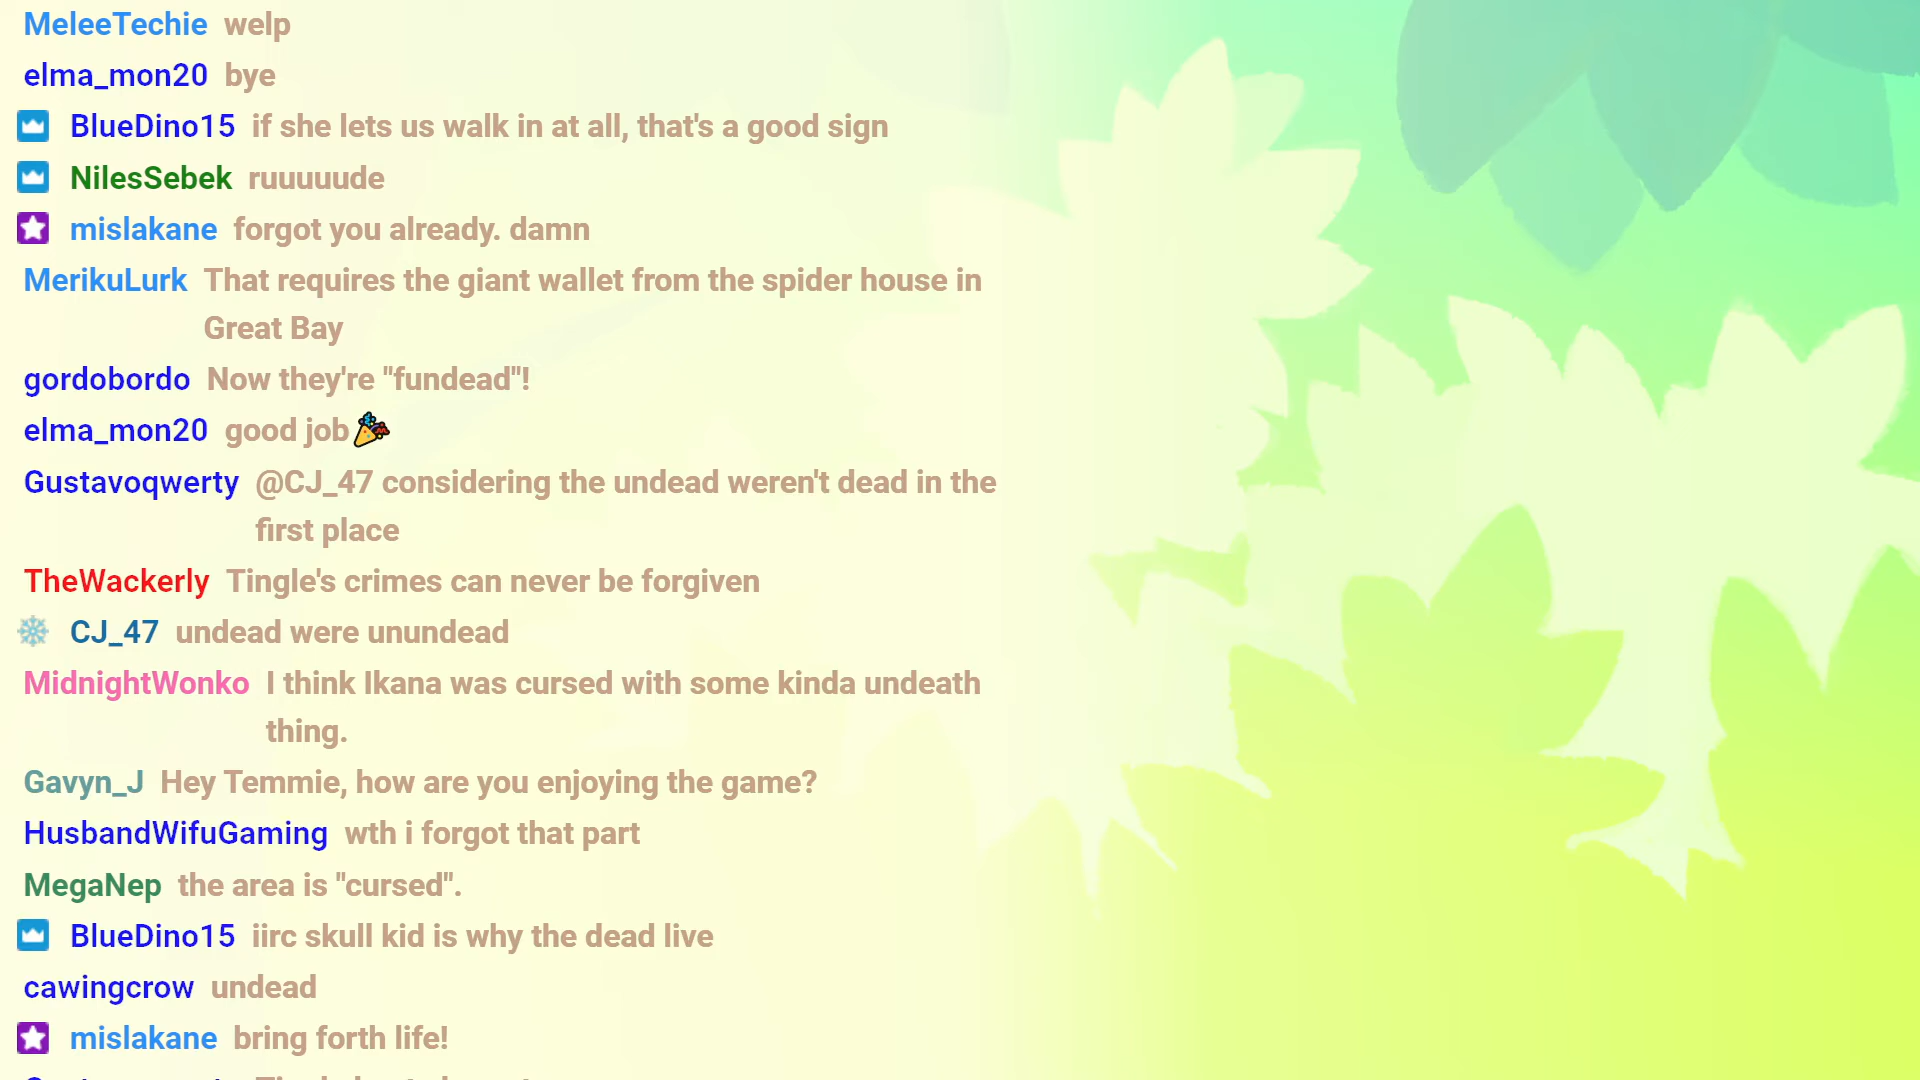 MeleeTechie welp
elma_mon20 bye
BlueDino15 if she lets us walk in at all, that's a good sign
NilesSebek ruuuuude
mislakane forgot you already. damn
MerikuLurk That requires the giant wallet from the spider house in
Great Bay
gordobordo Now they're "fundead"!
elma_mon20 good job🎉
Gustavoqwerty @CJ_47 considering the undead weren't dead in the
first place
TheWackerly Tingle's crimes can never be forgiven
CJ_47 undead were unundead
MidnightWonko I think Ikana was cursed with some kinda undeath
thing.
Gavyn_J Hey Temmie, how are you enjoying the game?
HusbandWifuGaming wth i forgot that part
MegaNep the area is "cursed".
BlueDino15 iirc skull kid is why the dead live
cawingcrow undead
mislakane bring forth life!